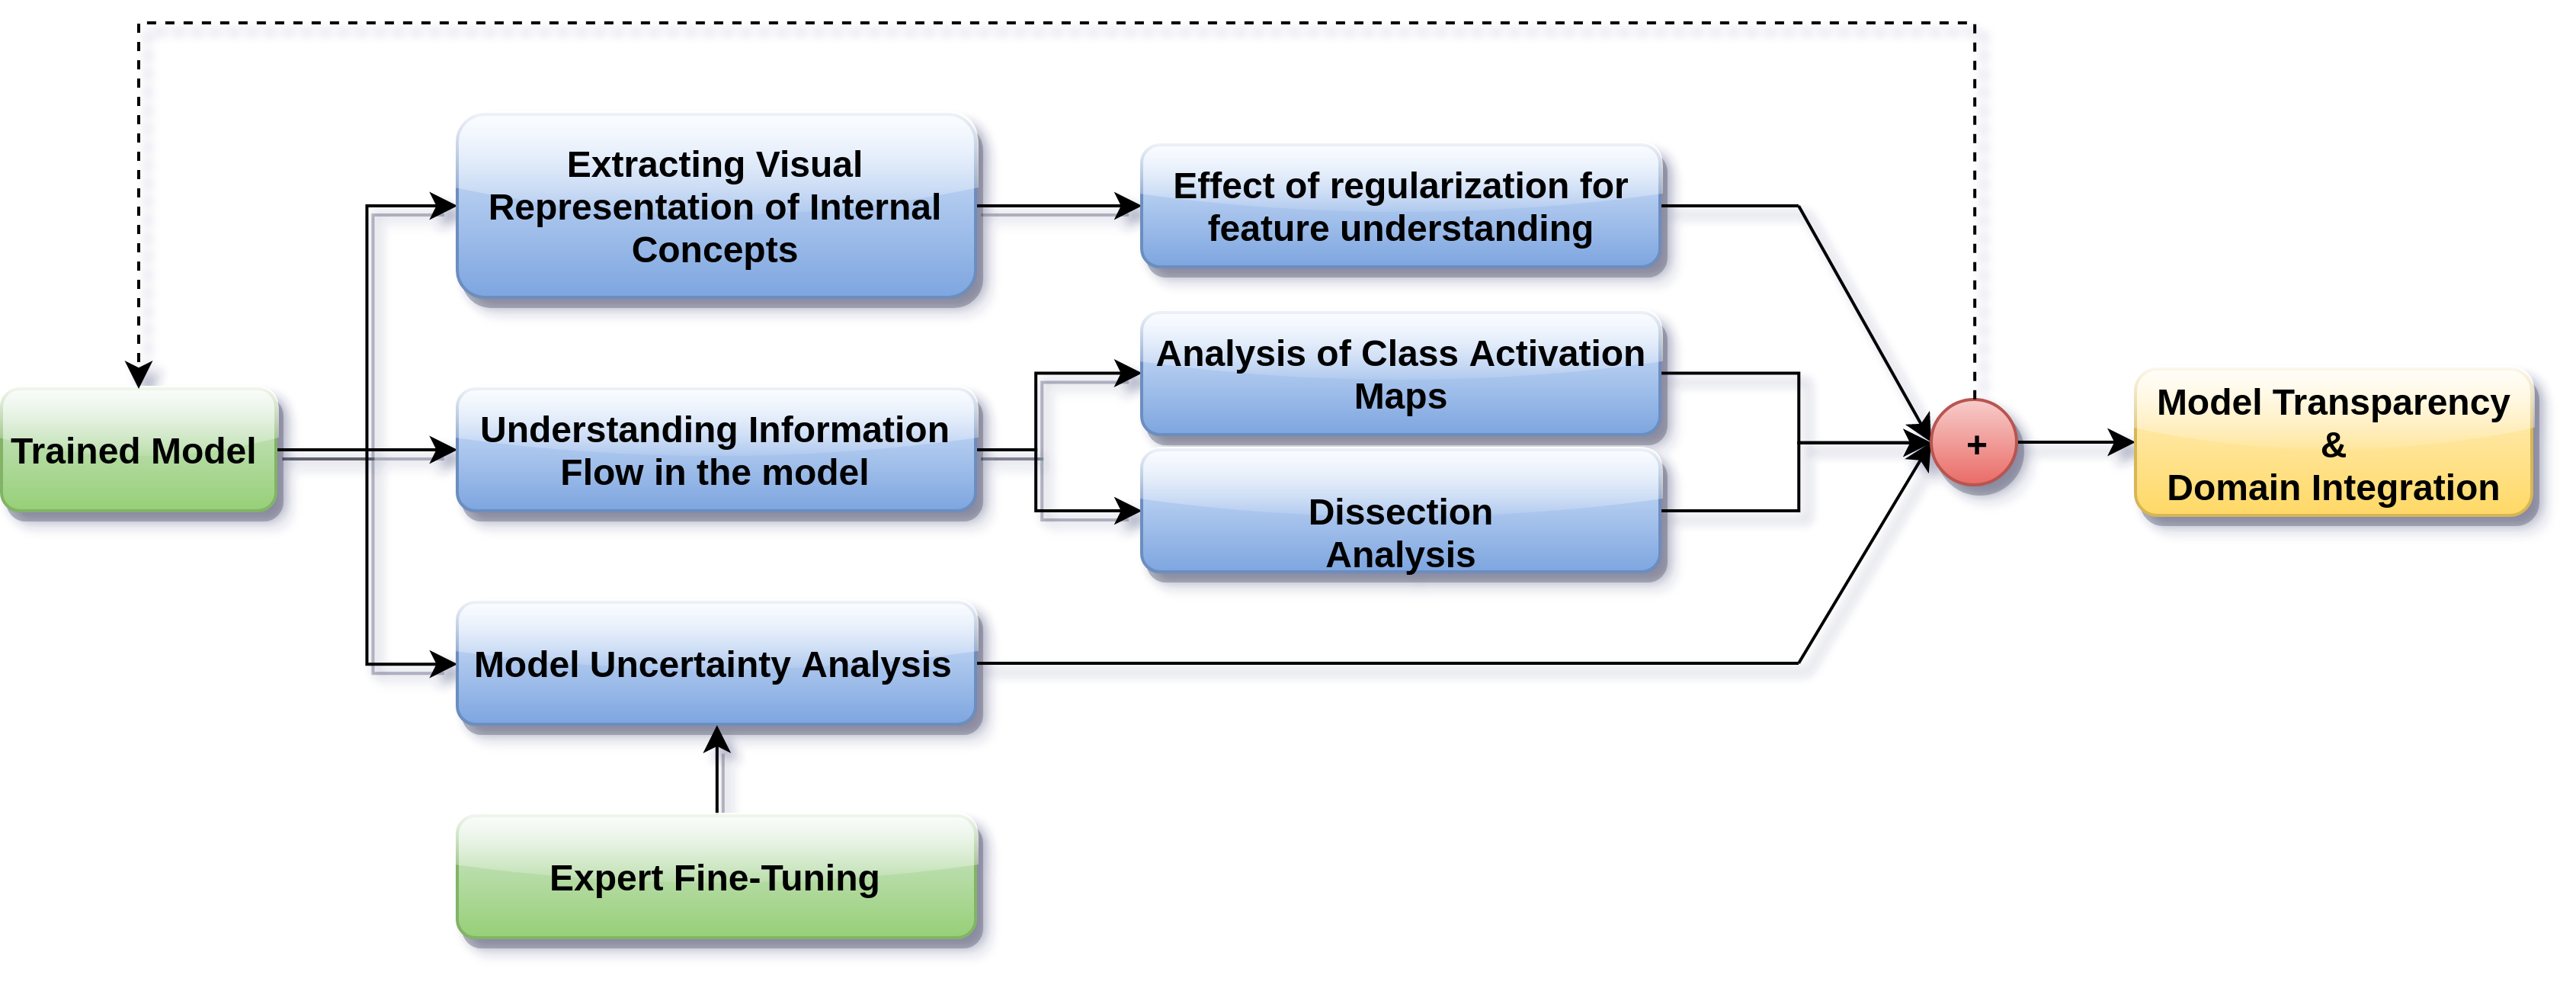 Extracting Visual
Representation of Internal
Concepts
Effect of regularization for
feature understanding
Trained Model
Understanding Information
Flow in the model
Analysis of Class Activation
Maps
Dissection
Analysis
+
Model Transparency
&
Domain Integration
Model Uncertainty Analysis
Expert Fine-Tuning